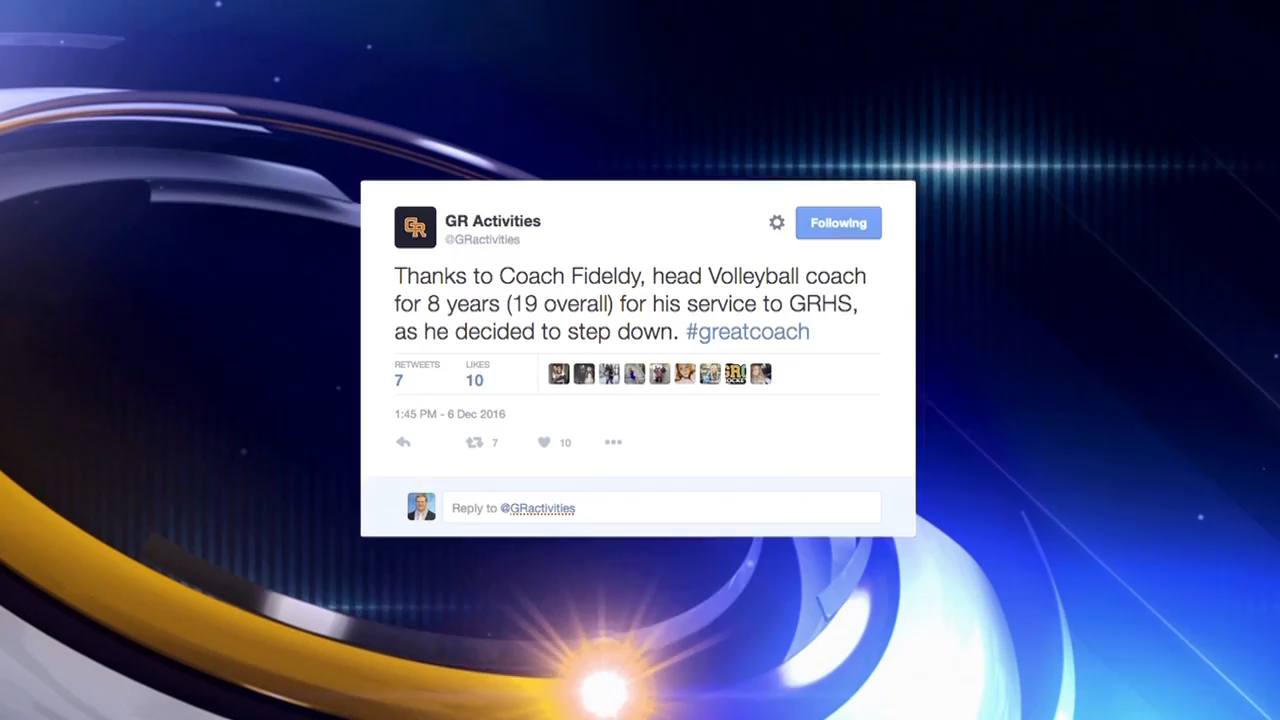 GR
GR Activities
@GRactivities
Following
Thanks to Coach Fideldy, head Volleyball coach
for 8 years (19 overall) for his service to GRHS,
as he decided to step down. #greatcoach
RETWEETS
7
LIKES
10
1:45 PM - 6 Dec 2016
7
10
Reply to @GRactivities